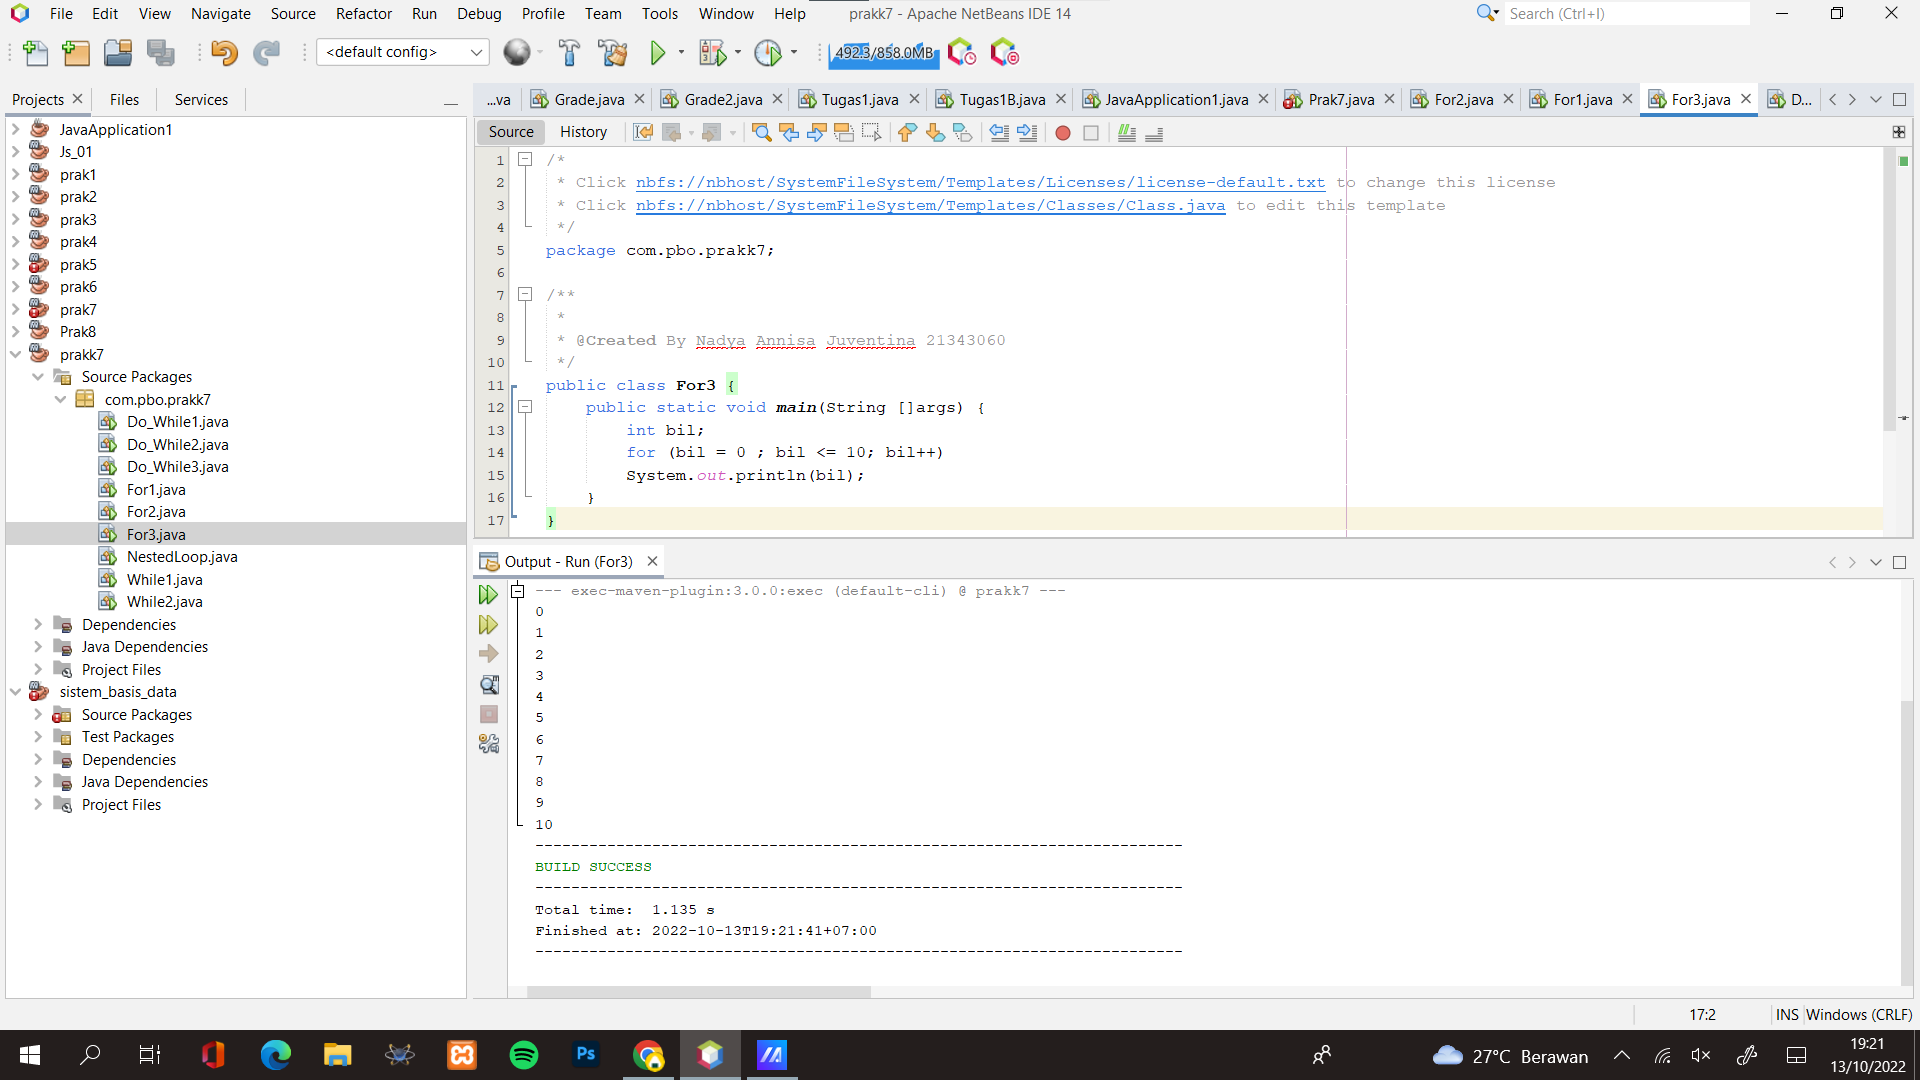 File Edit View Navigate Source Refactor Run Debug Profile Team Tools Window Help prakk7 - Apache NetBeans IDE 14 Search (Ctrl+I)
<default config> 492.3/858.0MB
Projects Files Services
...va Grade.java Grade2.java Tugas1.java Tugas1B.java JavaApplication1.java Prak7.java For2.java For1.java For3.java D...
Source History
JavaApplication1
Js_01
prak1
prak2
prak3
prak4
prak5
prak6
prak7
Prak8
prakk7
Source Packages
com.pbo.prakk7
Do_While1.java
Do_While2.java
Do_While3.java
For1.java
For2.java
For3.java
NestedLoop.java
While1.java
While2.java
Dependencies
Java Dependencies
Project Files
sistem_basis_data
Source Packages
Test Packages
Dependencies
Java Dependencies
Project Files
1 /*
2 * Click nbfs://nbhost/SystemFileSystem/Templates/Licenses/license-default.txt to change this license
3 * Click nbfs://nbhost/SystemFileSystem/Templates/Classes/Class.java to edit this template
4 */
5 package com.pbo.prakk7;
6
7 /**
8 *
9 * @Created By Nadya Annisa Juventina 21343060
10 */
11 public class For3 {
12 public static void main(String []args) {
13 int bil;
14 for (bil = 0 ; bil <= 10; bil++)
15 System.out.println(bil);
16 }
17 }
Output - Run (For3)
--- exec-maven-plugin:3.0.0:exec (default-cli) @ prakk7 ---
0
1
2
3
4
5
6
7
8
9
10
------------------------------------------------------------------------
BUILD SUCCESS
------------------------------------------------------------------------
Total time: 1.135 s
Finished at: 2022-10-13T19:21:41+07:00
------------------------------------------------------------------------
17:2 INS Windows (CRLF)
Ps 27°C Berawan 19:21
13/10/2022